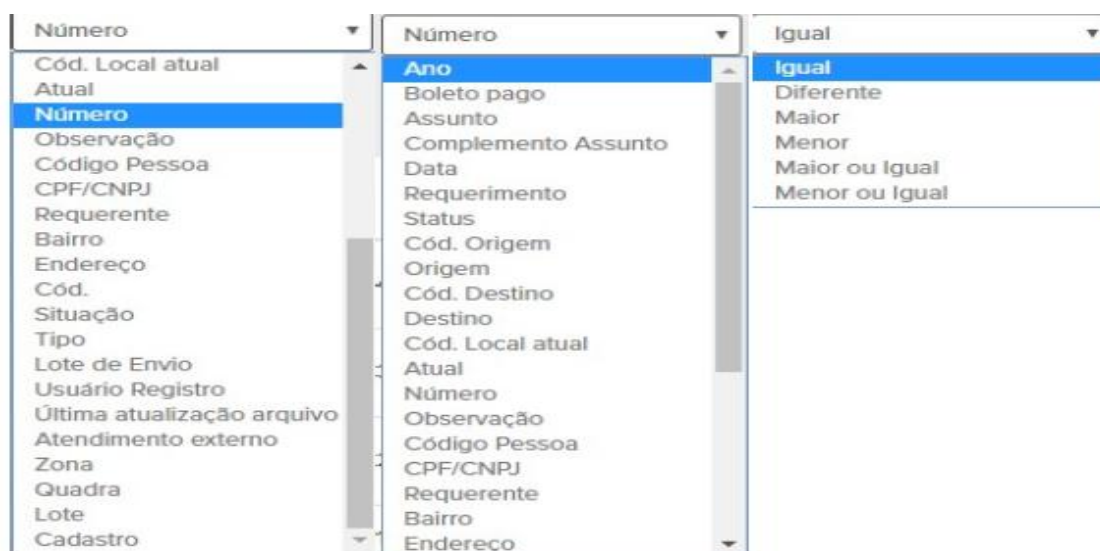 Número
Cód. Local atual
Atual
Número
Observação
Código Pessoa
CPF/CNPJ
Requerente
Bairro
Endereço
Cód.
Situação
Tipo
Lote de Envio
Usuário Registro
Última atualização arquivo
Atendimento externo
Zona
Quadra
Lote
Cadastro
Número
Ano
Boleto pago
Assunto
Complemento Assunto
Data
Requerimento
Status
Cód. Origem
Origem
Cód. Destino
Destino
Cód. Local atual
Atual
Número
Observação
Código Pessoa
CPF/CNPJ
Requerente
Bairro
Endereço
Igual
Igual
Diferente
Maior
Menor
Maior ou Igual
Menor ou Igual